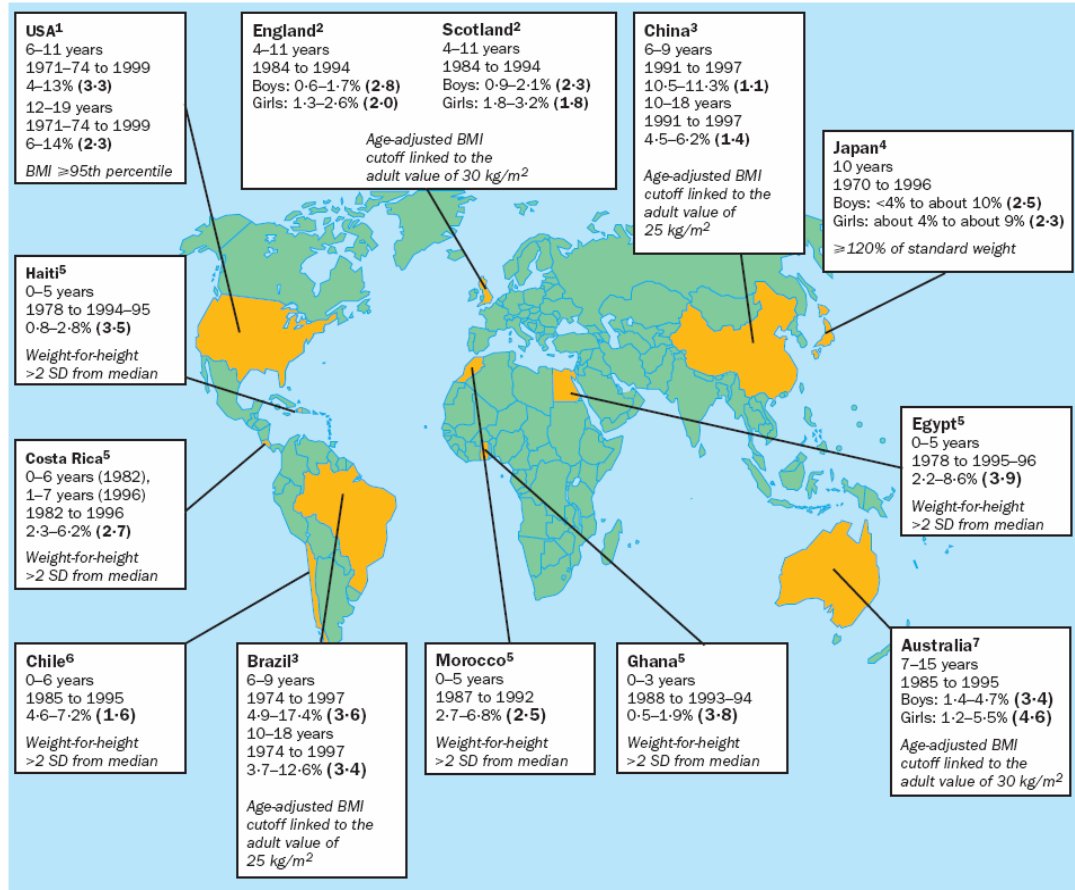 USA¹
6–11 years
1971–74 to 1999
4–13% (3·3)
12–19 years
1971–74 to 1999
6–14% (2·3)
BMI ⩾95th percentile
England²
4–11 years
1984 to 1994
Boys: 0·6–1·7% (2·8)
Girls: 1·3–2·6% (2·0)
Scotland²
4–11 years
1984 to 1994
Boys: 0·9–2·1% (2·3)
Girls: 1·8–3·2% (1·8)
Age-adjusted BMI
cutoff linked to the
adult value of 30 kg/m²
China³
6–9 years
1991 to 1997
10·5–11·3% (1·1)
10–18 years
1991 to 1997
4·5–6·2% (1·4)
Age-adjusted BMI
cutoff linked to the
adult value of
25 kg/m²
Japan⁴
10 years
1970 to 1996
Boys: <4% to about 10% (2·5)
Girls: about 4% to about 9% (2·3)
⩾120% of standard weight
Haiti⁵
0–5 years
1978 to 1994–95
0·8–2·8% (3·5)
Weight-for-height
>2 SD from median
Costa Rica⁵
0–6 years (1982),
1–7 years (1996)
1982 to 1996
2·3–6·2% (2·7)
Weight-for-height
>2 SD from median
Egypt⁵
0–5 years
1978 to 1995–96
2·2–8·6% (3·9)
Weight-for-height
>2 SD from median
Chile⁶
0–6 years
1985 to 1995
4·6–7·2% (1·6)
Weight-for-height
>2 SD from median
Brazil³
6–9 years
1974 to 1997
4·9–17·4% (3·6)
10–18 years
1974 to 1997
3·7–12·6% (3·4)
Age-adjusted BMI
cutoff linked to the
adult value of
25 kg/m²
Morocco⁵
0–5 years
1987 to 1992
2·7–6·8% (2·5)
Weight-for-height
>2 SD from median
Ghana⁵
0–3 years
1988 to 1993–94
0·5–1·9% (3·8)
Weight-for-height
>2 SD from median
Australia⁷
7–15 years
1985 to 1995
Boys: 1·4–4·7% (3·4)
Girls: 1·2–5·5% (4·6)
Age-adjusted BMI
cutoff linked to the
adult value of 30 kg/m²